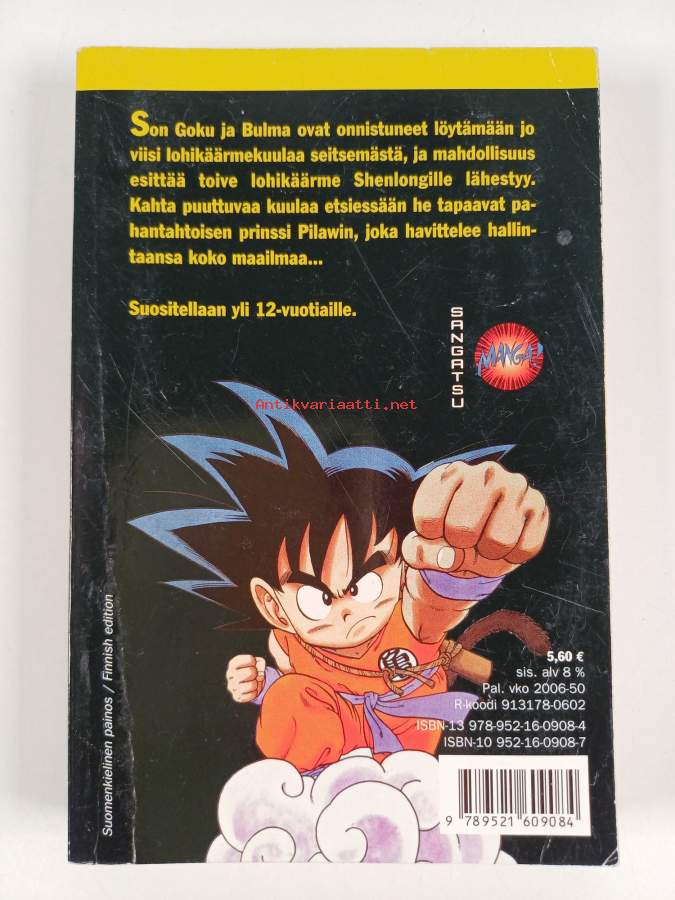 Son Goku ja Bulma ovat onnistuneet löytämään jo
viisi lohikäärmekuulaa seitsemästä, ja mahdollisuus
esittää toive lohikäärme Shenlongille lähestyy.
Kahta puuttuvaa kuulaa etsiessään he tapaavat pa-
hantahtoisen prinssi Pilawin, joka havittelee hallin-
taansa koko maailmaa...
Suositellaan yli 12-vuotiaille.
SANGATSU
MANGA!
Antikvariaatti.net
亀
Suomenkielinen painos / Finnish edition
5,60 €
sis. alv 8 %
Pal. vko 2006-50
R-koodi 913178-0602
ISBN-13 978-952-16-0908-4
ISBN-10 952-16-0908-7
9 789521 609084